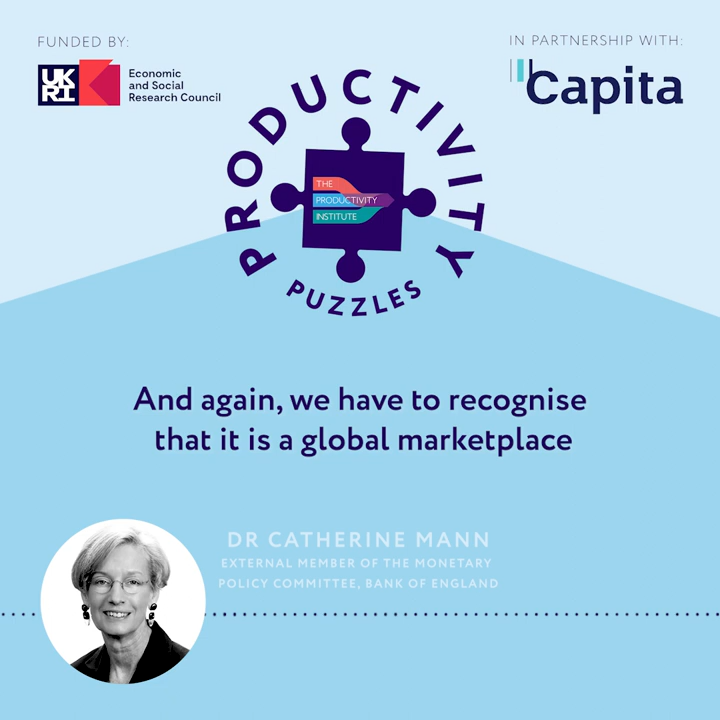 FUNDED BY:
IN PARTNERSHIP WITH:
UK
RI
Economic
and Social
Research Council
Capita
PRODUCTIVITY
THE
PRODUCTIVITY
INSTITUTE
PUZZLES
And again, we have to recognise
that it is a global marketplace
DR CATHERINE MANN
EXTERNAL MEMBER OF THE MONETARY
POLICY COMMITTEE, BANK OF ENGLAND